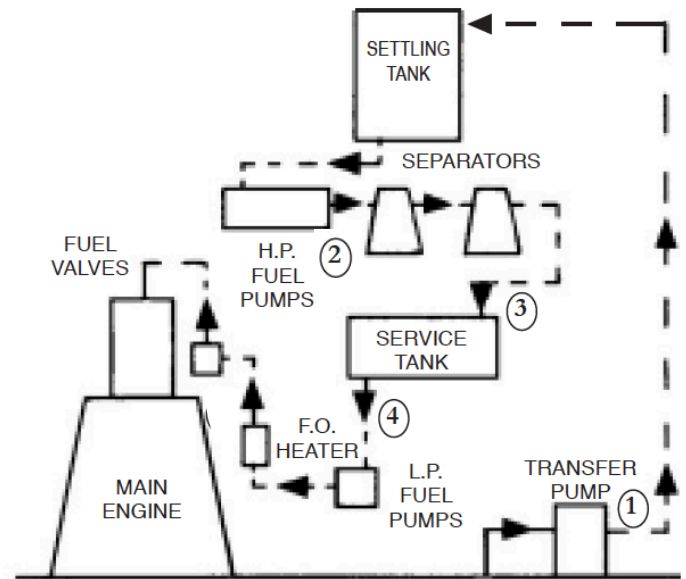 SETTLING
TANK
SEPARATORS
FUEL
VALVES
H.P.
FUEL
PUMPS
2
3
SERVICE
TANK
4
F.O.
HEATER
L.P.
FUEL
PUMPS
TRANSFER
PUMP
1
MAIN
ENGINE